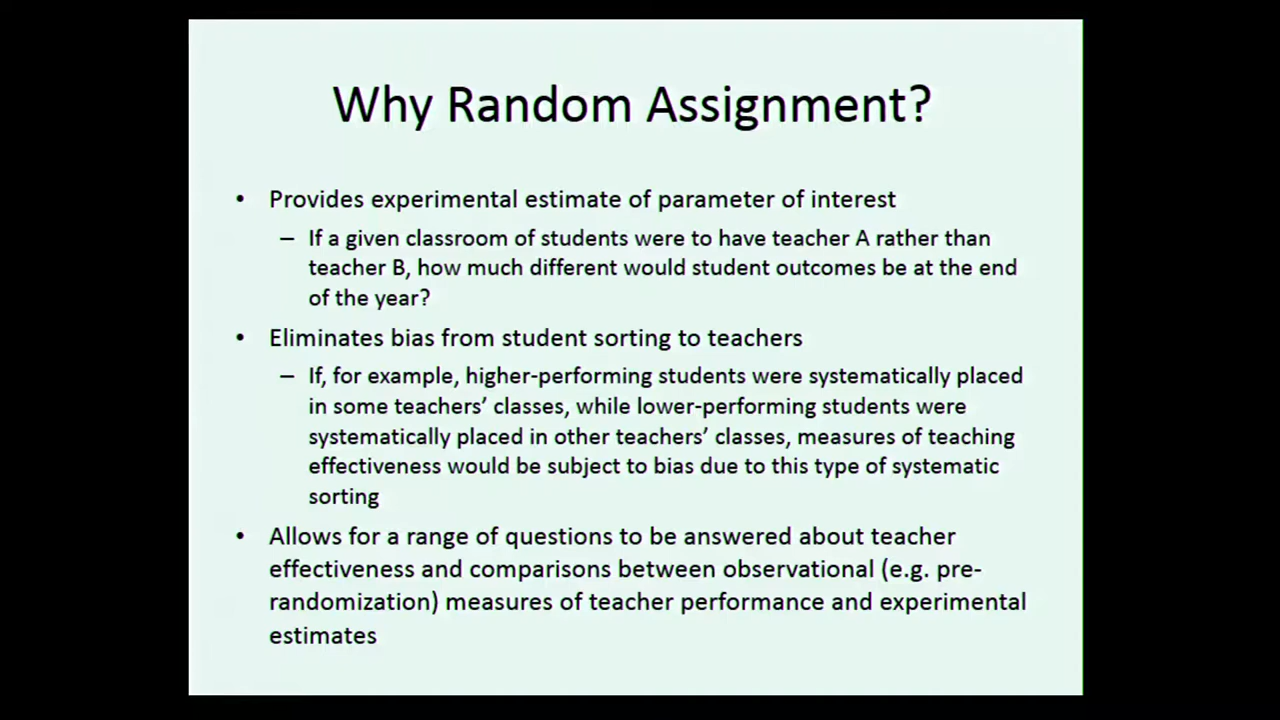 Why Random Assignment?
• Provides experimental estimate of parameter of interest
– If a given classroom of students were to have teacher A rather than
teacher B, how much different would student outcomes be at the end
of the year?
• Eliminates bias from student sorting to teachers
– If, for example, higher-performing students were systematically placed
in some teachers’ classes, while lower-performing students were
systematically placed in other teachers’ classes, measures of teaching
effectiveness would be subject to bias due to this type of systematic
sorting
• Allows for a range of questions to be answered about teacher
effectiveness and comparisons between observational (e.g. pre-
randomization) measures of teacher performance and experimental
estimates